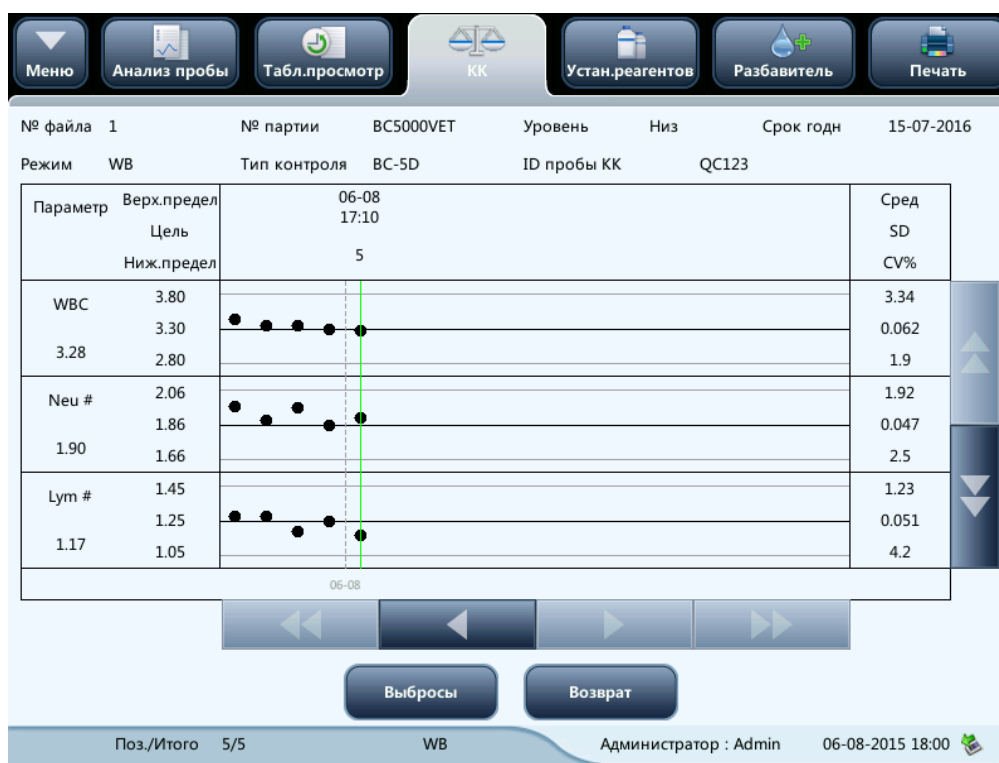 Меню Анализ пробы Табл.просмотр КК Устан.реагентов Разбавитель Печать
№ файла 1 № партии BC5000VET Уровень Низ Срок годн 15-07-2016
Режим WB Тип контроля BC-5D ID пробы КК QC123
Параметр Верх.предел 06-08 Сред
Цель 17:10 SD
Ниж.предел 5 CV%
WBC 3.80 3.34
3.30 0.062
3.28 2.80 1.9
Neu # 2.06 1.92
1.86 0.047
1.90 1.66 2.5
Lym # 1.45 1.23
1.25 0.051
1.17 1.05 4.2
06-08
Выбросы Возврат
Поз./Итого 5/5 WB Администратор : Admin 06-08-2015 18:00